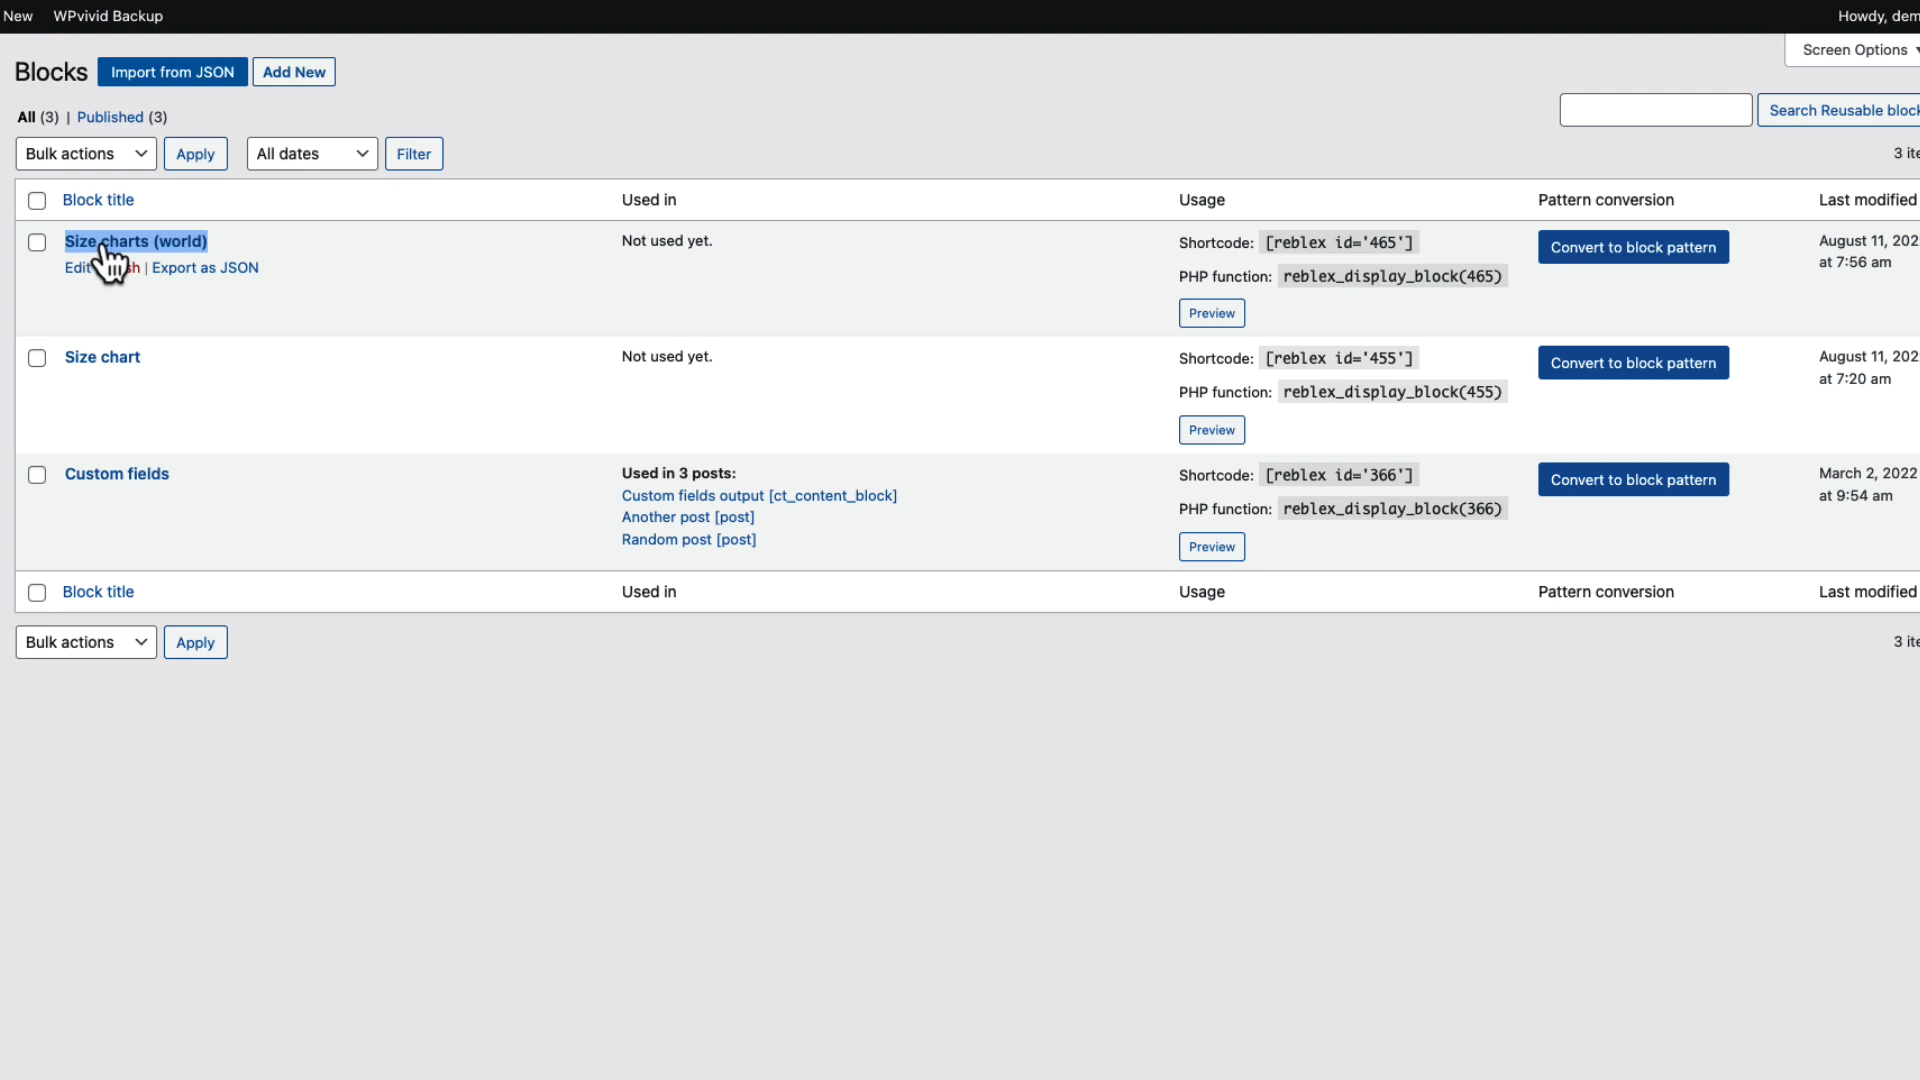 New WPvivid Backup Howdy, dem
Screen Options
Blocks Import from JSON Add New
All (3) | Published (3)
Search Reusable block
Bulk actions Apply All dates Filter 3 ite
Block title Used in Usage Pattern conversion Last modified
Size charts (world) Not used yet. Shortcode: [reblex id='465'] Convert to block pattern August 11, 202
at 7:56 am
Edit sh | Export as JSON PHP function: reblex_display_block(465)
Preview
Size chart Not used yet. Shortcode: [reblex id='455'] Convert to block pattern August 11, 202
at 7:20 am
PHP function: reblex_display_block(455)
Preview
Custom fields Used in 3 posts: Shortcode: [reblex id='366'] Convert to block pattern March 2, 2022
Custom fields output [ct_content_block] at 9:54 am
Another post [post] PHP function: reblex_display_block(366)
Random post [post] Preview
Block title Used in Usage Pattern conversion Last modified
Bulk actions Apply 3 ite